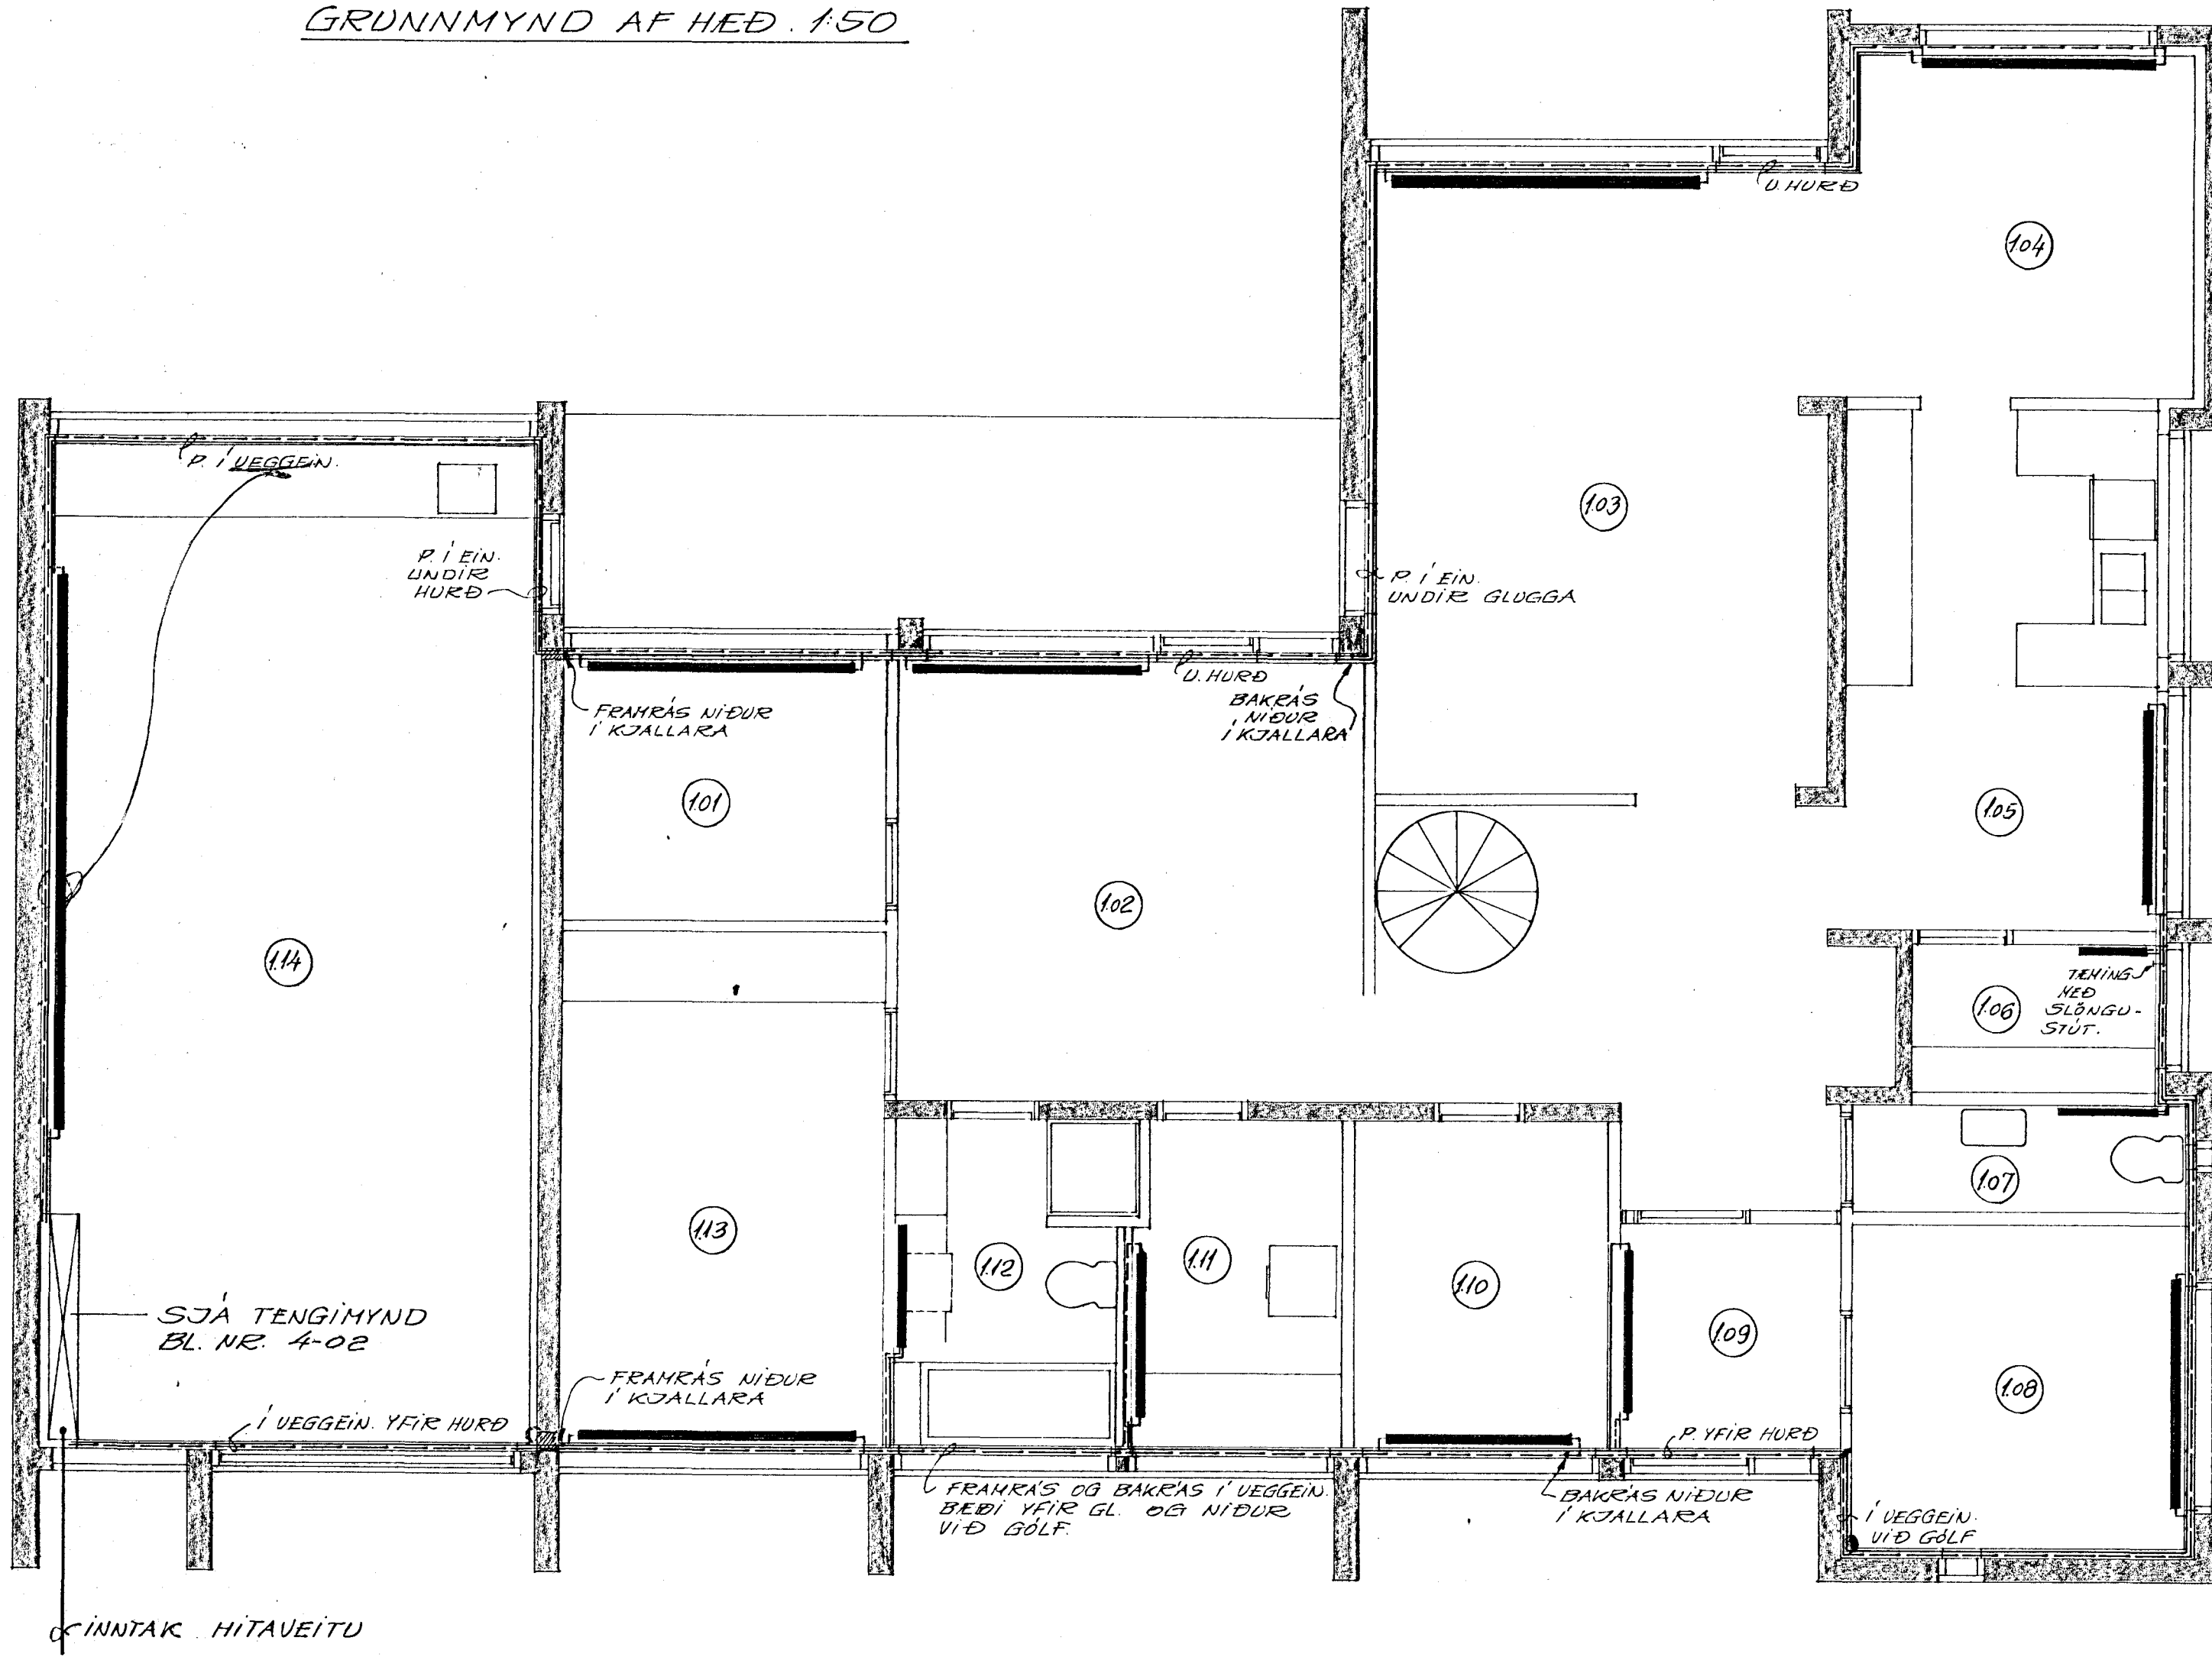 GRUNNMYND AF HÆÐ. 1:50
U. HURÐ
1.04
P. Í VEGGEIN.
P. Í EIN.
UNDIR
HURÐ
1.03
P. Í EIN.
UNDIR GLUGGA
FRAMRÁS NIÐUR
Í KJALLARA
U. HURÐ
BAKRÁS
NIÐUR
Í KJALLARA
1.01
1.05
1.02
1.14
TEMING
MEÐ
SLÖNGU-
STÚT.
1.06
1.07
1.13
1.12
1.11
1.10
1.09
1.08
SJÁ TENGIMYND
BL. NR. 4-02
FRAMRÁS NIÐUR
Í KJALLARA
Í VEGGEIN. YFIR HURÐ
P. YFIR HURÐ
FRAMRÁS OG BAKRÁS Í VEGGEIN.
BÆÐI YFIR GL. OG NIÐUR
VIÐ GÓLF.
BAKRÁS NIÐUR
Í KJALLARA
Í VEGGEIN.
VIÐ GÓLF
INNTAK HITAVEITU